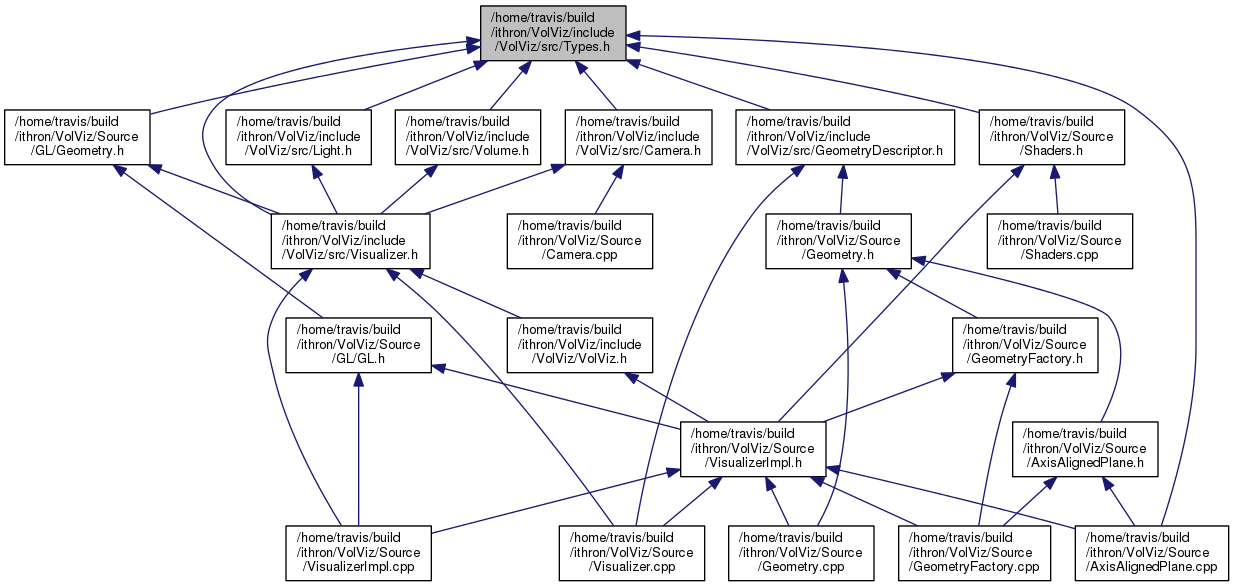 /home/travis/build
/ithron/VolViz/include
/VolViz/src/Types.h
/home/travis/build
/ithron/VolViz/Source
/GL/Geometry.h
/home/travis/build
/ithron/VolViz/include
/VolViz/src/Light.h
/home/travis/build
/ithron/VolViz/include
/VolViz/src/Volume.h
/home/travis/build
/ithron/VolViz/include
/VolViz/src/Camera.h
/home/travis/build
/ithron/VolViz/include
/VolViz/src/GeometryDescriptor.h
/home/travis/build
/ithron/VolViz/Source
/Shaders.h
/home/travis/build
/ithron/VolViz/include
/VolViz/src/Visualizer.h
/home/travis/build
/ithron/VolViz/Source
/Camera.cpp
/home/travis/build
/ithron/VolViz/Source
/Geometry.h
/home/travis/build
/ithron/VolViz/Source
/Shaders.cpp
/home/travis/build
/ithron/VolViz/Source
/GL/GL.h
/home/travis/build
/ithron/VolViz/include
/VolViz/VolViz.h
/home/travis/build
/ithron/VolViz/Source
/GeometryFactory.h
/home/travis/build
/ithron/VolViz/Source
/VisualizerImpl.h
/home/travis/build
/ithron/VolViz/Source
/AxisAlignedPlane.h
/home/travis/build
/ithron/VolViz/Source
/VisualizerImpl.cpp
/home/travis/build
/ithron/VolViz/Source
/Visualizer.cpp
/home/travis/build
/ithron/VolViz/Source
/Geometry.cpp
/home/travis/build
/ithron/VolViz/Source
/GeometryFactory.cpp
/home/travis/build
/ithron/VolViz/Source
/AxisAlignedPlane.cpp